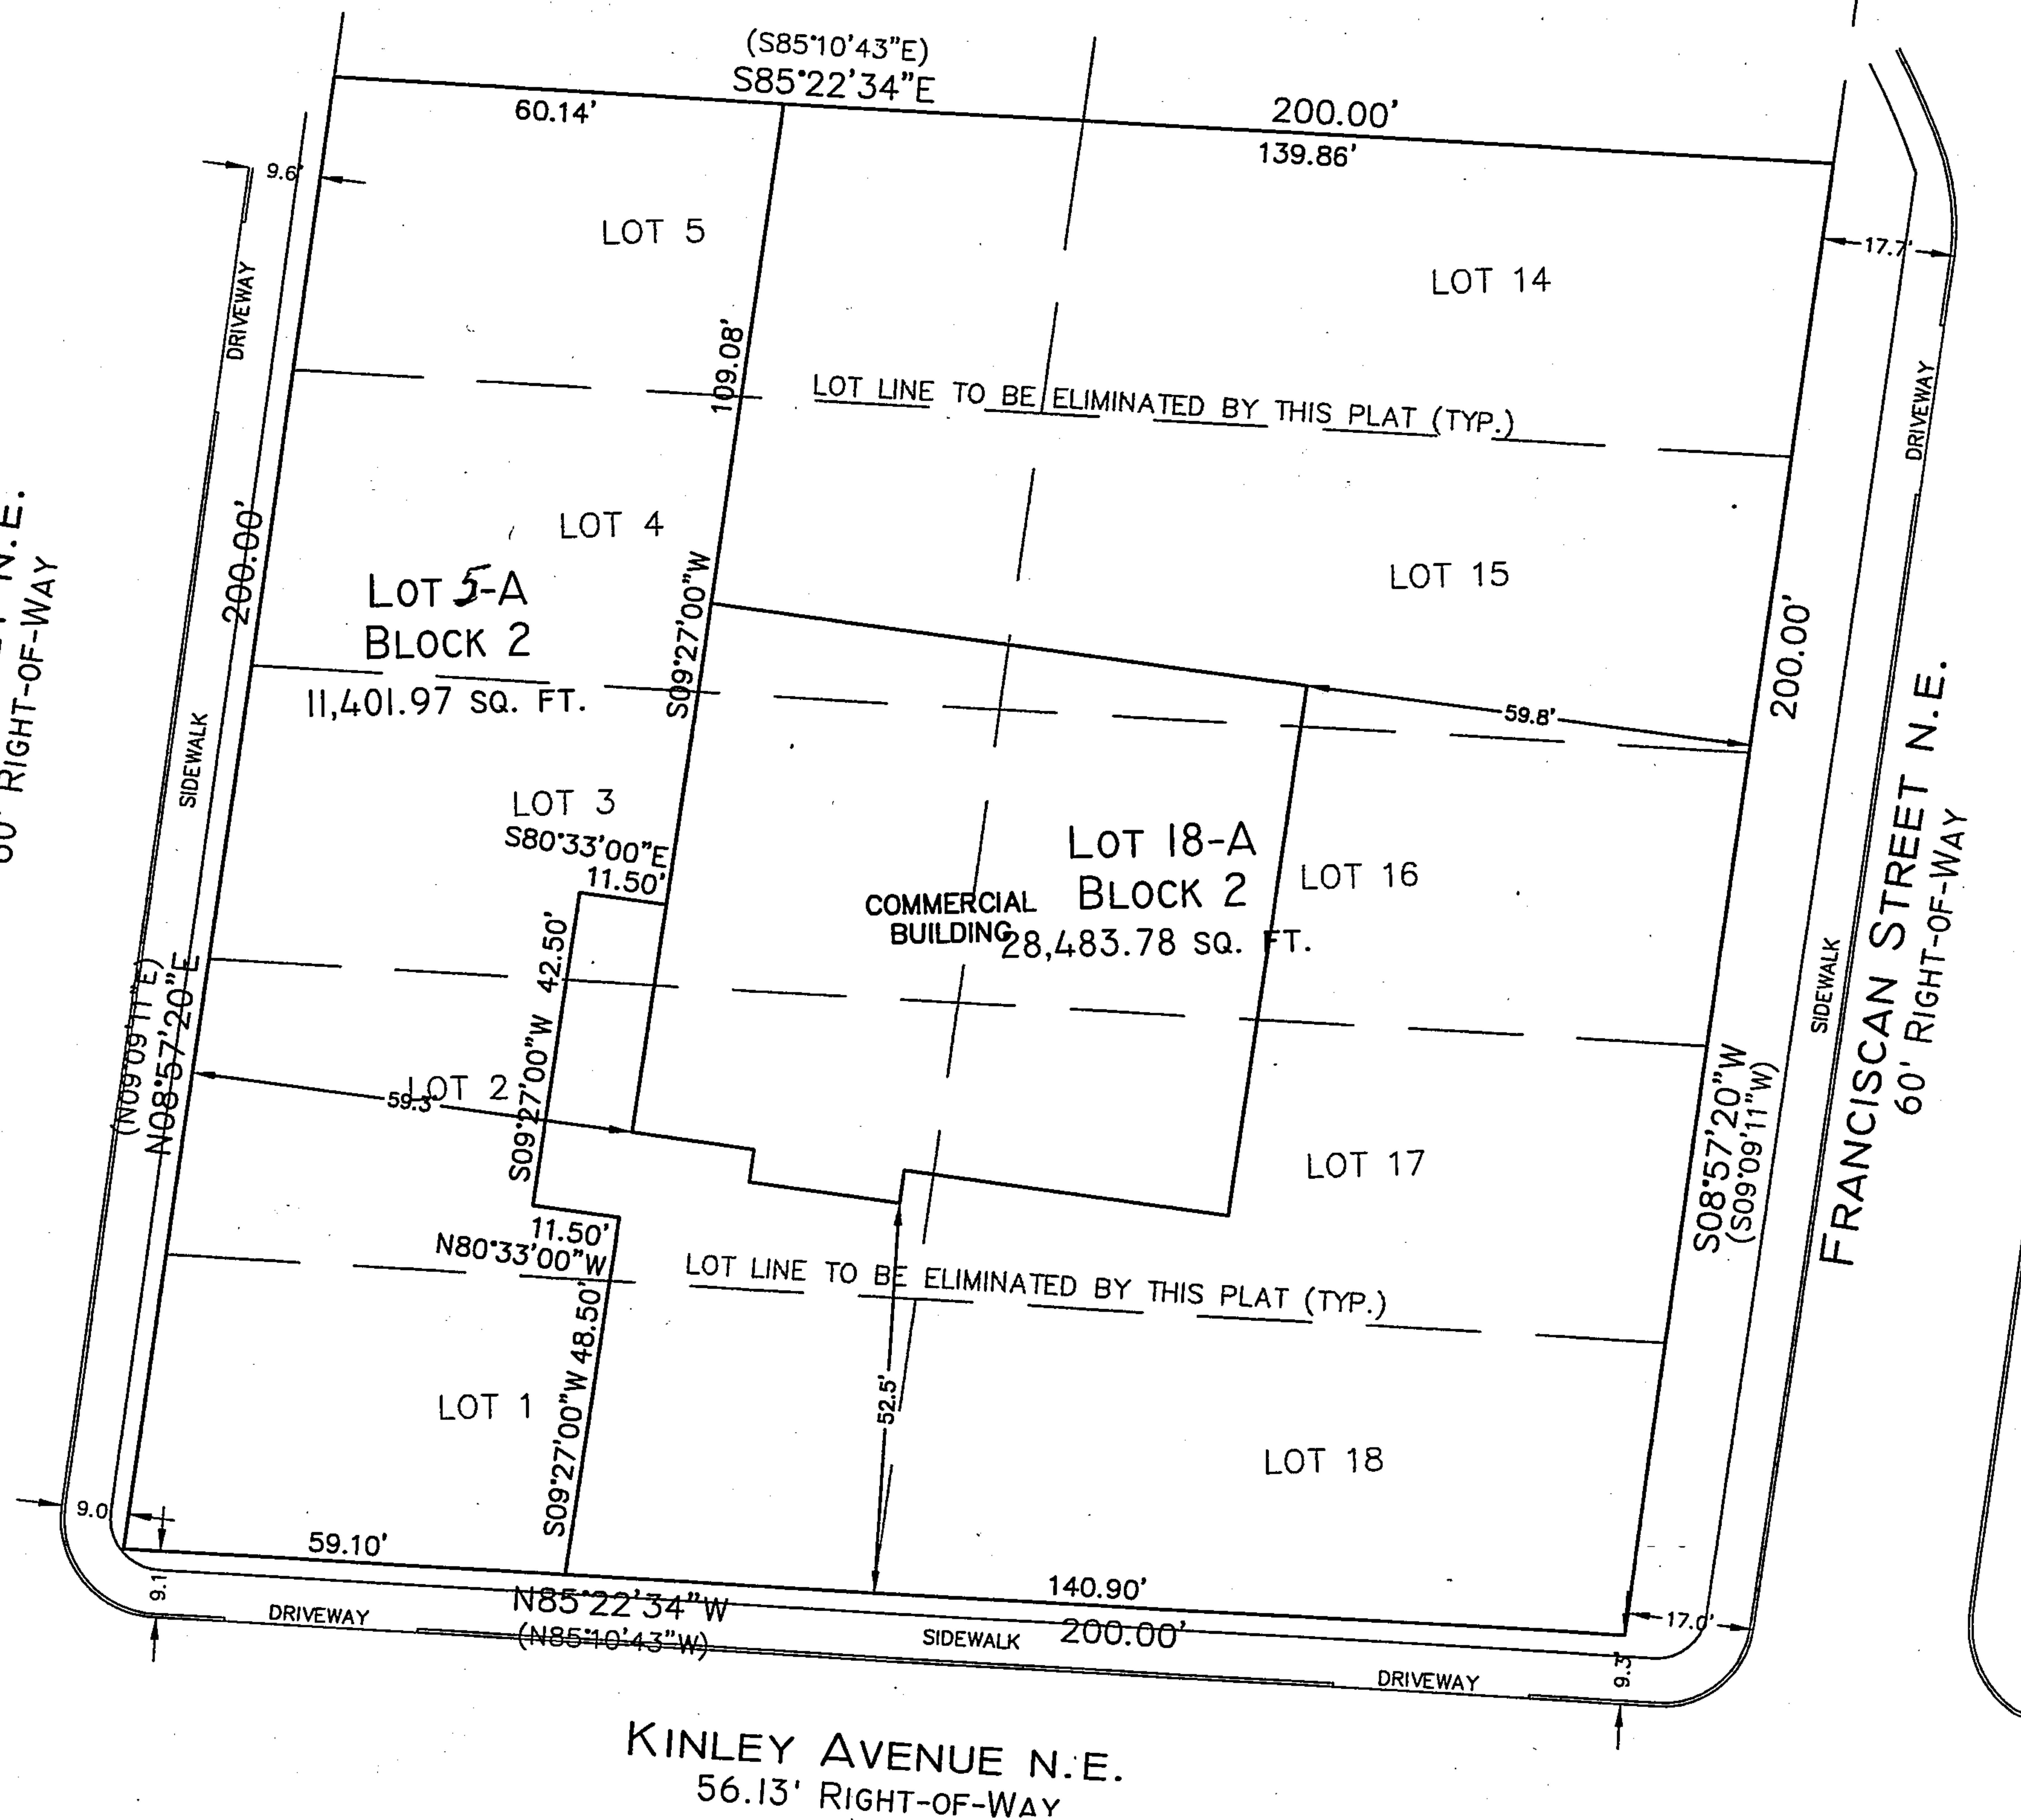 (S85°10'43"E)
S85°22'34"E
60.14'
200.00'
139.86'
9.6'
LOT 5
LOT 14
17.7'
DRIVEWAY
109.08'
LOT LINE TO BE ELIMINATED BY THIS PLAT (TYP.)
DRIVEWAY
N.E.
RIGHT-OF-WAY
200.00'
LOT 4
LOT 15
LOT 5-A
BLOCK 2
11,401.97 SQ. FT.
S09°27'00"W
200.00'
59.8'
SIDEWALK
LOT 3
S80°33'00"E
11.50'
LOT 18-A
BLOCK 2
28,483.78 SQ. FT.
COMMERCIAL
BUILDING
LOT 16
FRANCISCAN STREET N.E.
60' RIGHT-OF-WAY
SIDEWALK
(N09°09'11"E)
N08°57'20"E
S09°27'00"W 42.50'
LOT 2
59.3'
LOT 17
S08°57'20"W
(S09°09'11"W)
11.50'
N80°33'00"W
LOT LINE TO BE ELIMINATED BY THIS PLAT (TYP.)
S09°27'00"W 48.50'
52.5'
LOT 1
LOT 18
9.0
59.10'
9.1
140.90'
17.0'
DRIVEWAY
N85°22'34"W
(N85°10'43"W)
SIDEWALK
200.00'
DRIVEWAY
9.3'
KINLEY AVENUE N.E.
56.13' RIGHT-OF-WAY